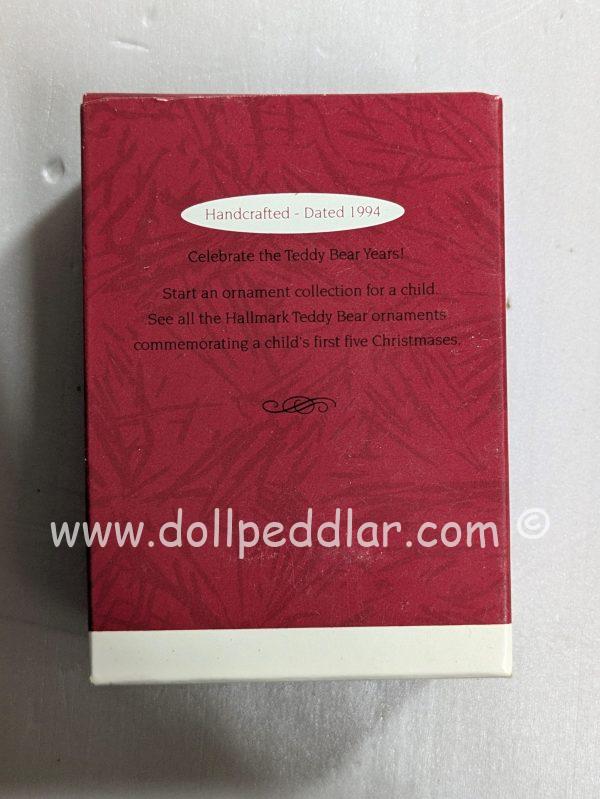 Handcrafted - Dated 1994
Celebrate the Teddy Bear Years!
Start an ornament collection for a child.
See all the Hallmark Teddy Bear ornaments
commemorating a child's first five Christmases.
www.dollpeddlar.com ©